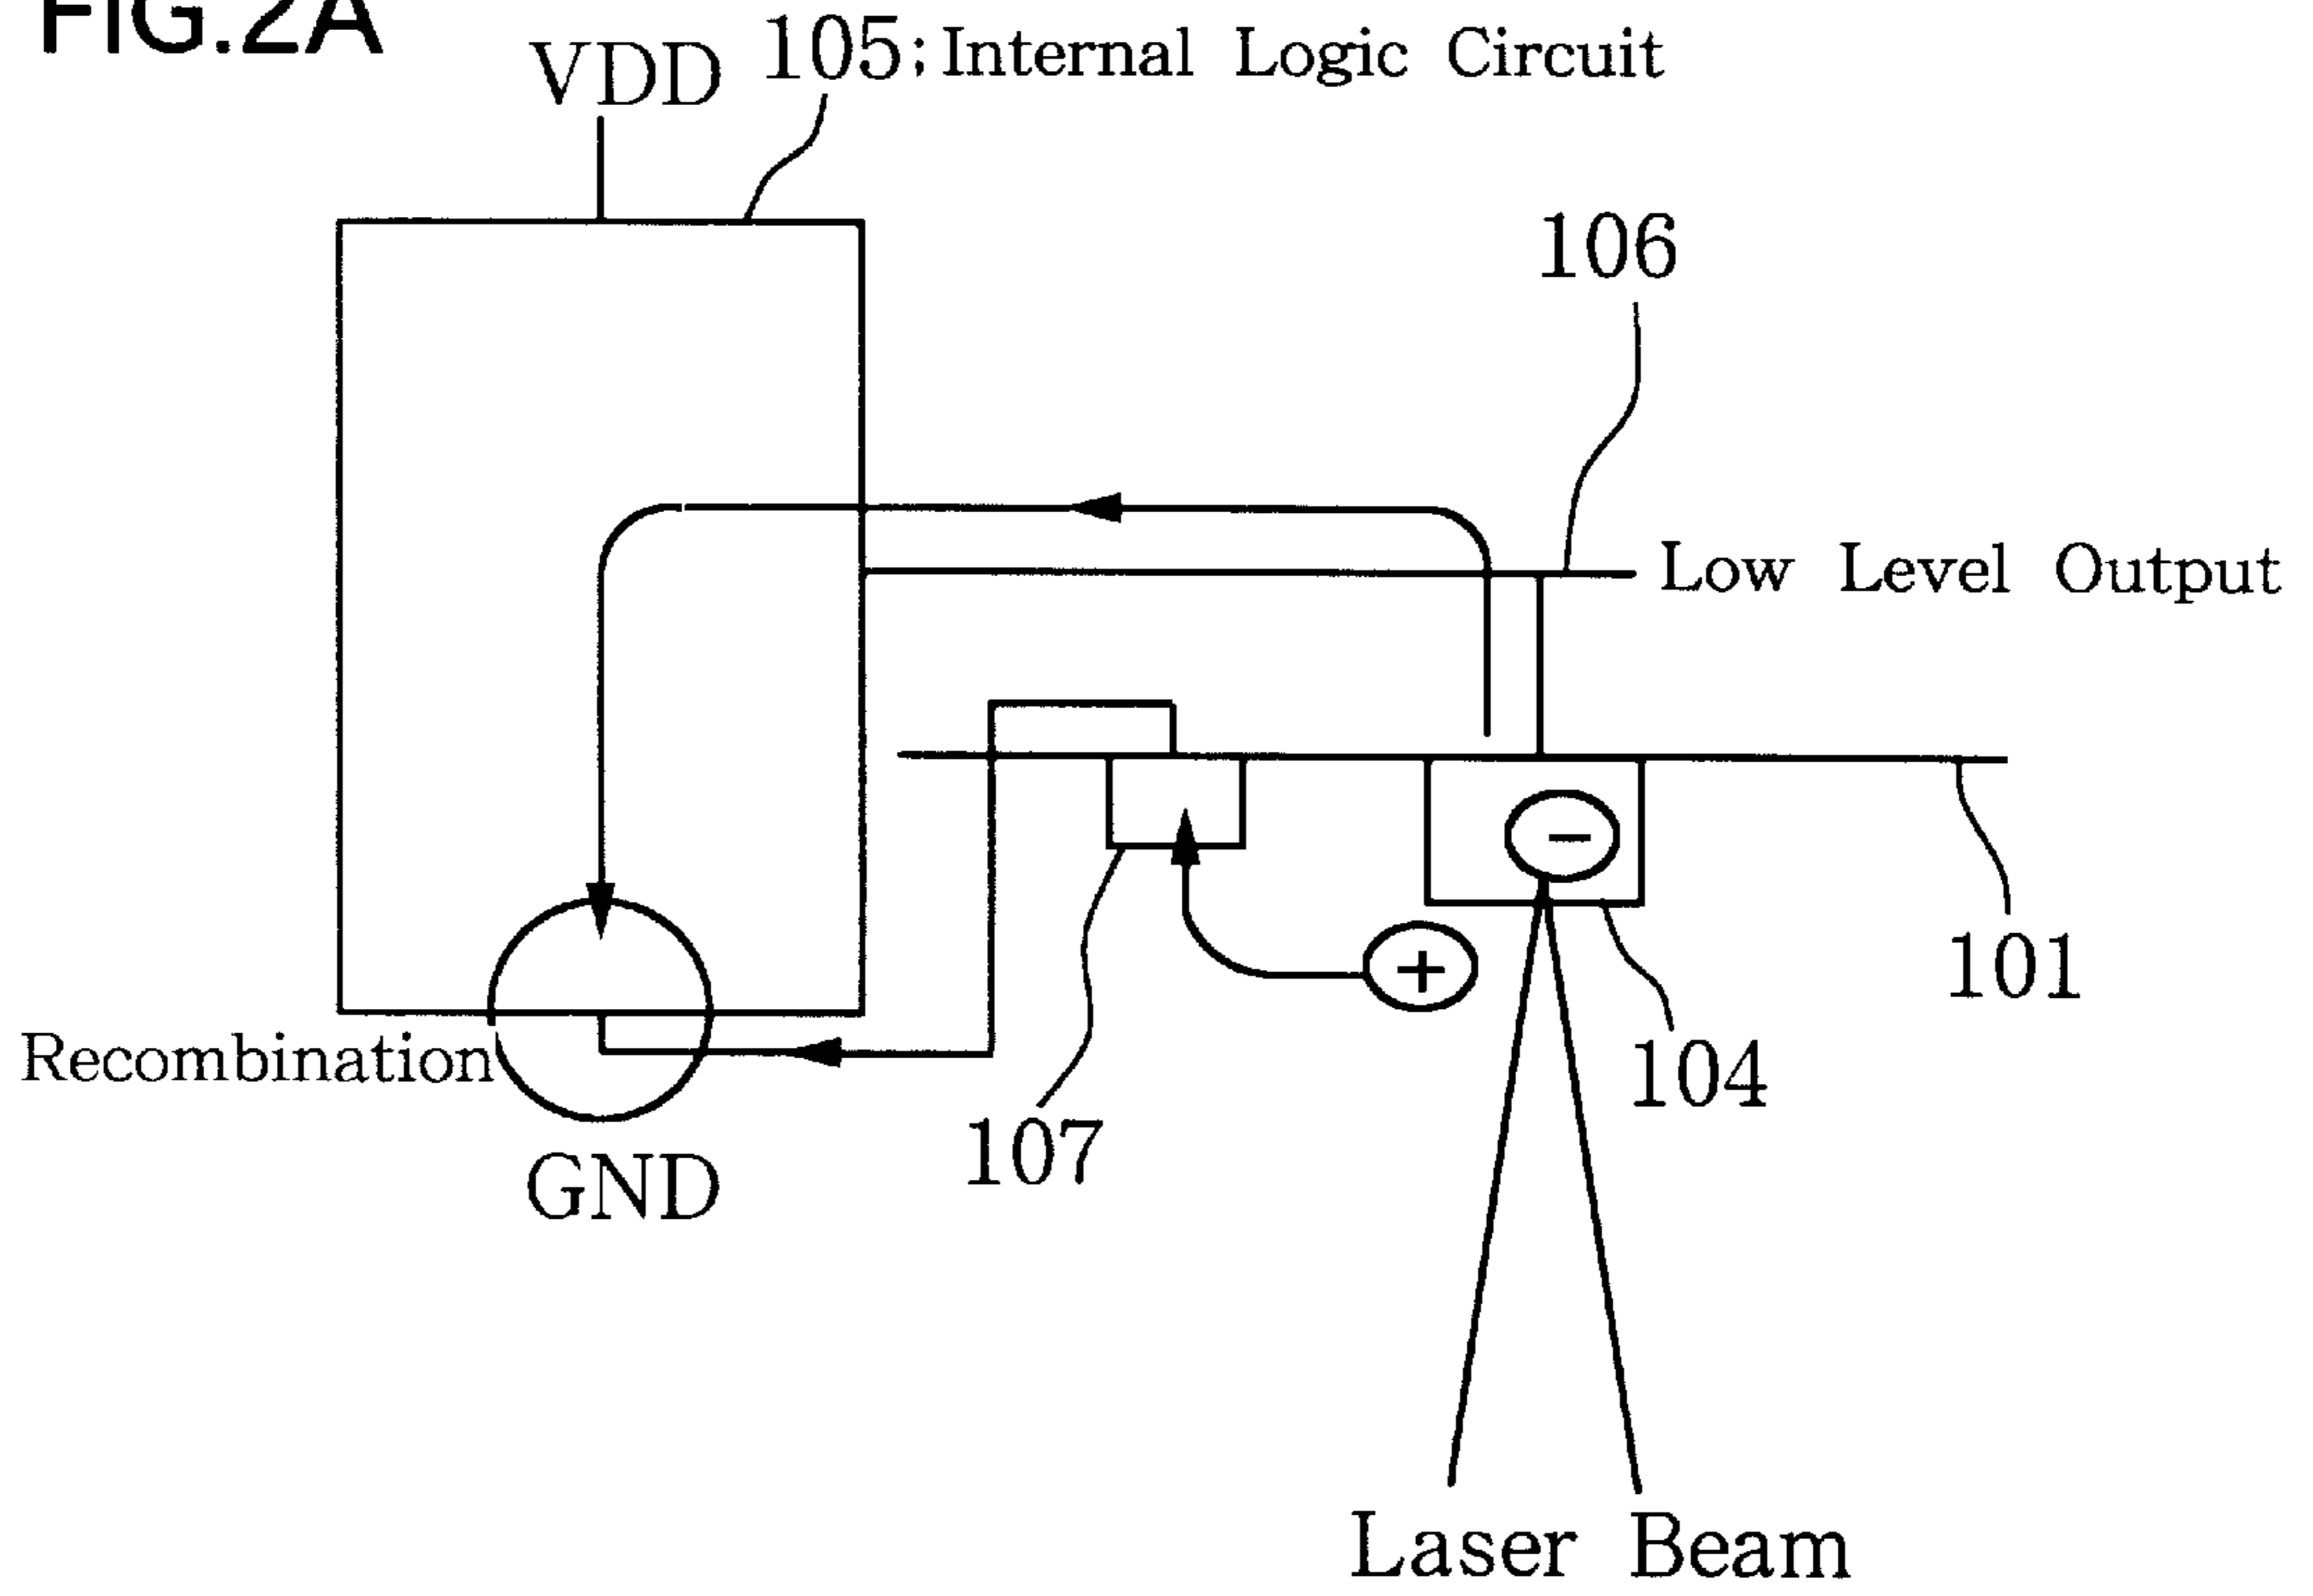 FIG.2A
VDD
105;Internal Logic Circuit
106
Low Level Output
−
+
101
Recombination
104
107
GND
Laser Beam